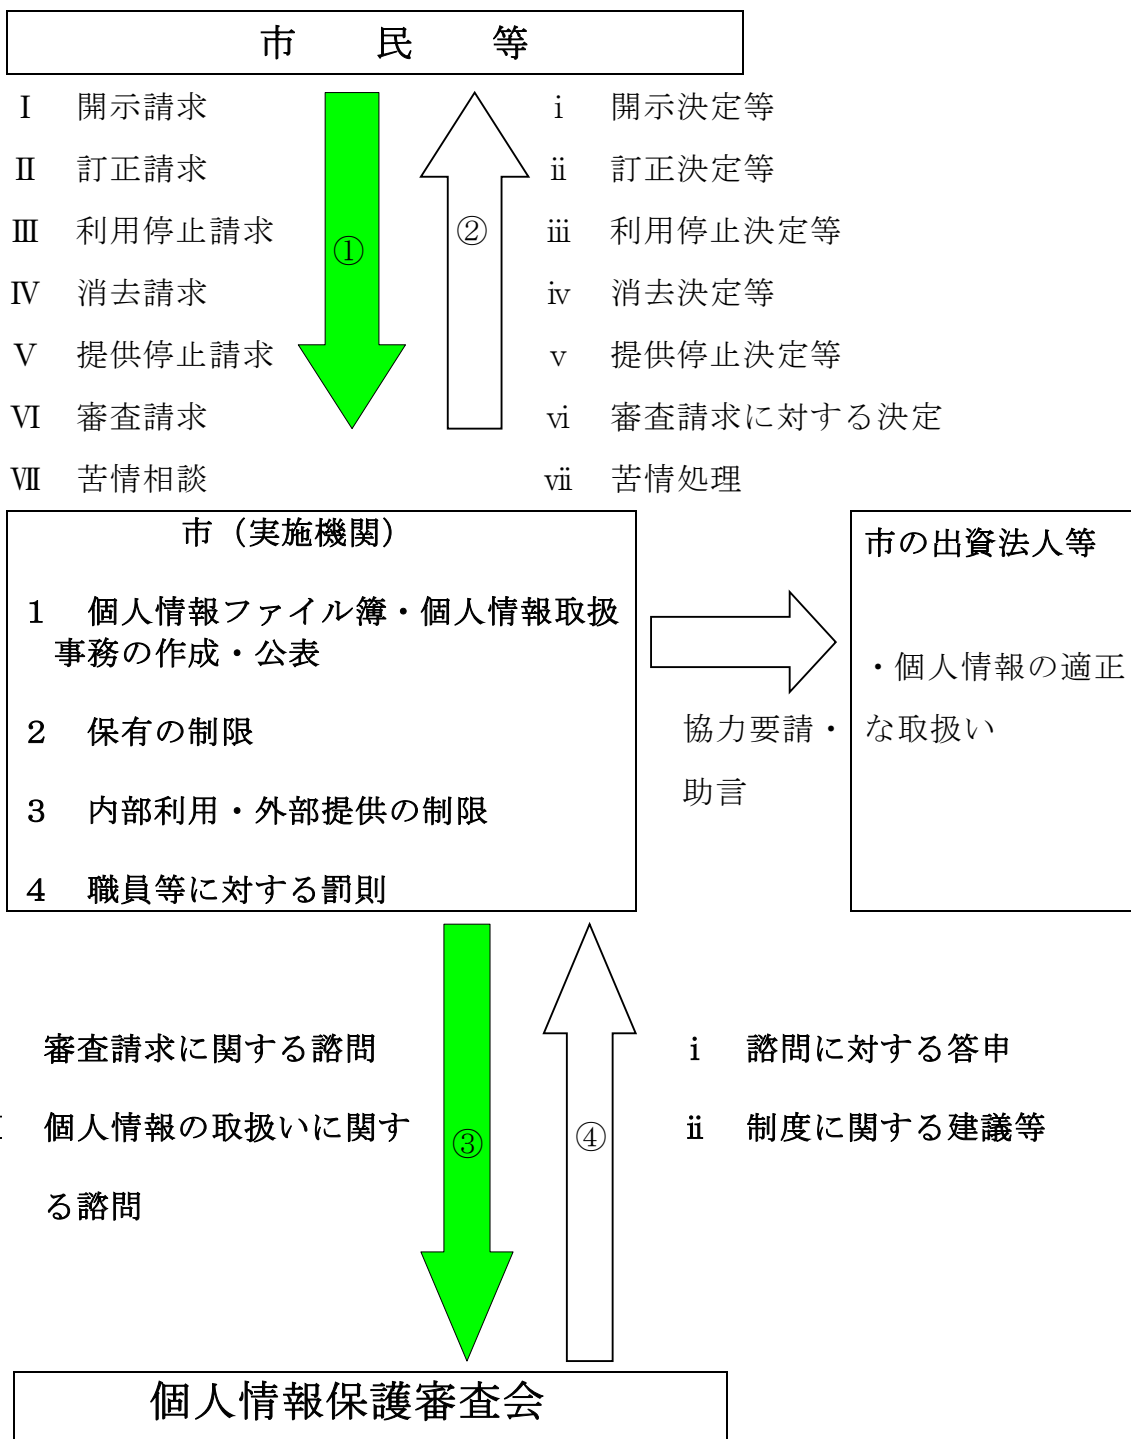 市　民　等
Ⅰ　開示請求
Ⅱ　訂正請求
Ⅲ　利用停止請求
Ⅳ　消去請求
Ⅴ　提供停止請求
Ⅵ　審査請求
Ⅶ　苦情相談
①
②
ⅰ　開示決定等
ⅱ　訂正決定等
ⅲ　利用停止決定等
ⅳ　消去決定等
ⅴ　提供停止決定等
ⅵ　審査請求に対する決定
ⅶ　苦情処理
市（実施機関）
１　個人情報ファイル簿・個人情報取扱
事務の作成・公表
２　保有の制限
３　内部利用・外部提供の制限
４　職員等に対する罰則
協力要請・
助言
市の出資法人等
・個人情報の適正
な取扱い
審査請求に関する諮問
個人情報の取扱いに関す
る諮問
③
④
ⅰ　諮問に対する答申
ⅱ　制度に関する建議等
個人情報保護審査会